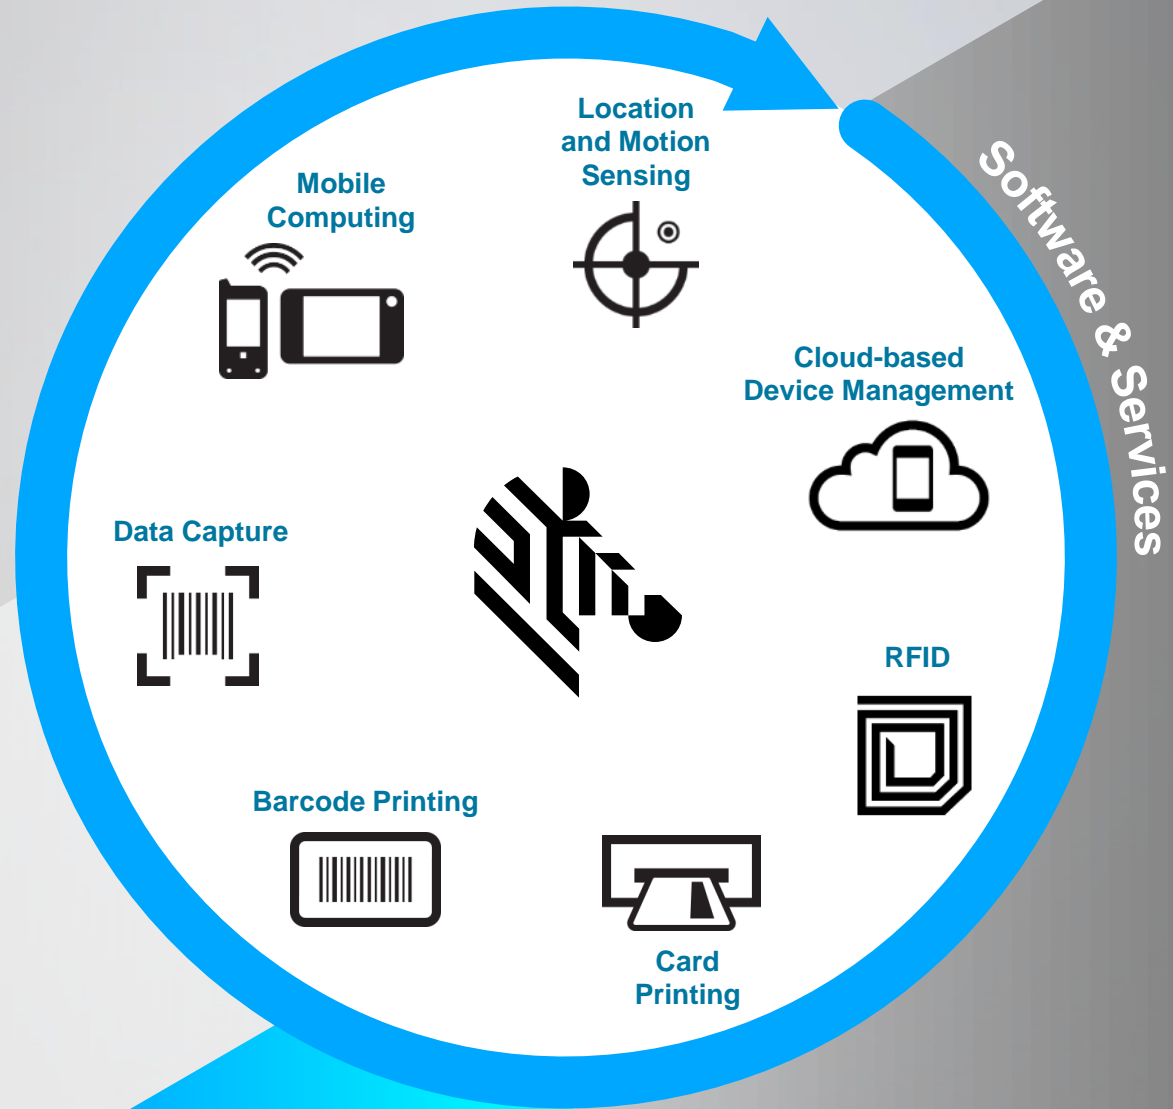 Location
and Motion
Sensing
Mobile
Computing
Software & Services
Cloud-based
Device Management
Data Capture
RFID
Barcode Printing
Card
Printing